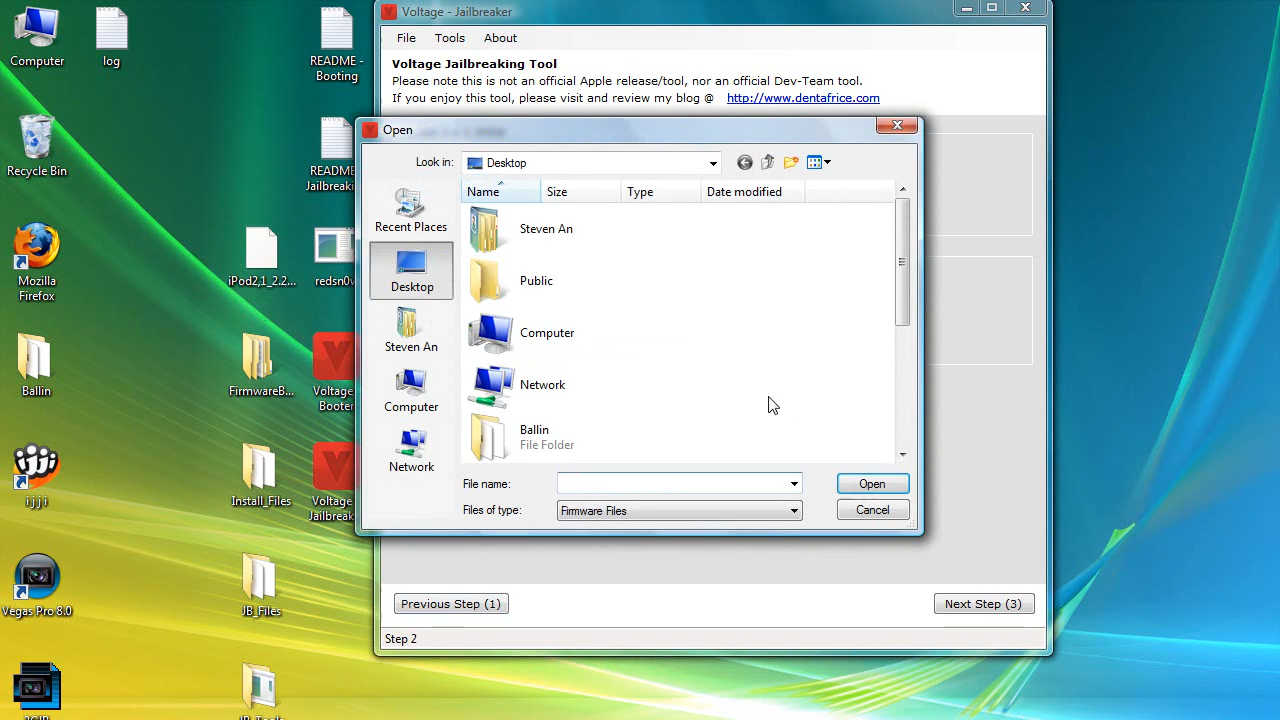 Computer
log
README -
Booting
Recycle Bin
README
Jailbreaki
Mozilla
Firefox
iPod2,1_2.2...
redsn0w
Ballin
FirmwareB...
Voltage
Booter
ijji
Install_Files
Voltage
Jailbreak
Vegas Pro 8.0
JB_Files
Voltage - Jailbreaker
File
Tools
About
Voltage Jailbreaking Tool
Please note this is not an official Apple release/tool, nor an official Dev-Team tool.
If you enjoy this tool, please visit and review my blog @ http://www.dentafrice.com
Open
Look in:
Desktop
Name
Size
Type
Date modified
Recent Places
Desktop
Steven An
Computer
Network
Steven An
Public
Computer
Network
Ballin
File Folder
File name:
Open
Files of type:
Firmware Files
Cancel
Previous Step (1)
Next Step (3)
Step 2